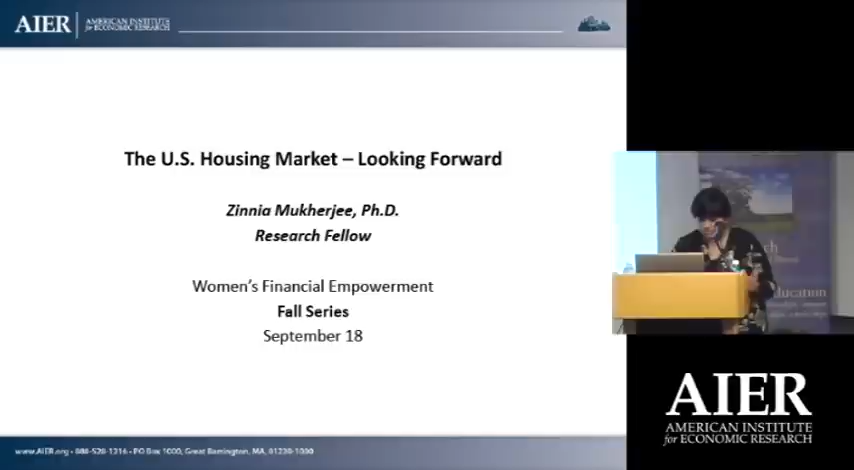 AIER
AMERICAN INSTITUTE
for ECONOMIC RESEARCH
The U.S. Housing Market – Looking Forward
Zinnia Mukherjee, Ph.D.
Research Fellow
Women's Financial Empowerment
Fall Series
September 18
www.AIER.org • 888-528-1216 • PO Box 1000, Great Barrington, MA, 01230-1000
ducation
AIER
AMERICAN INSTITUTE
for ECONOMIC RESEARCH